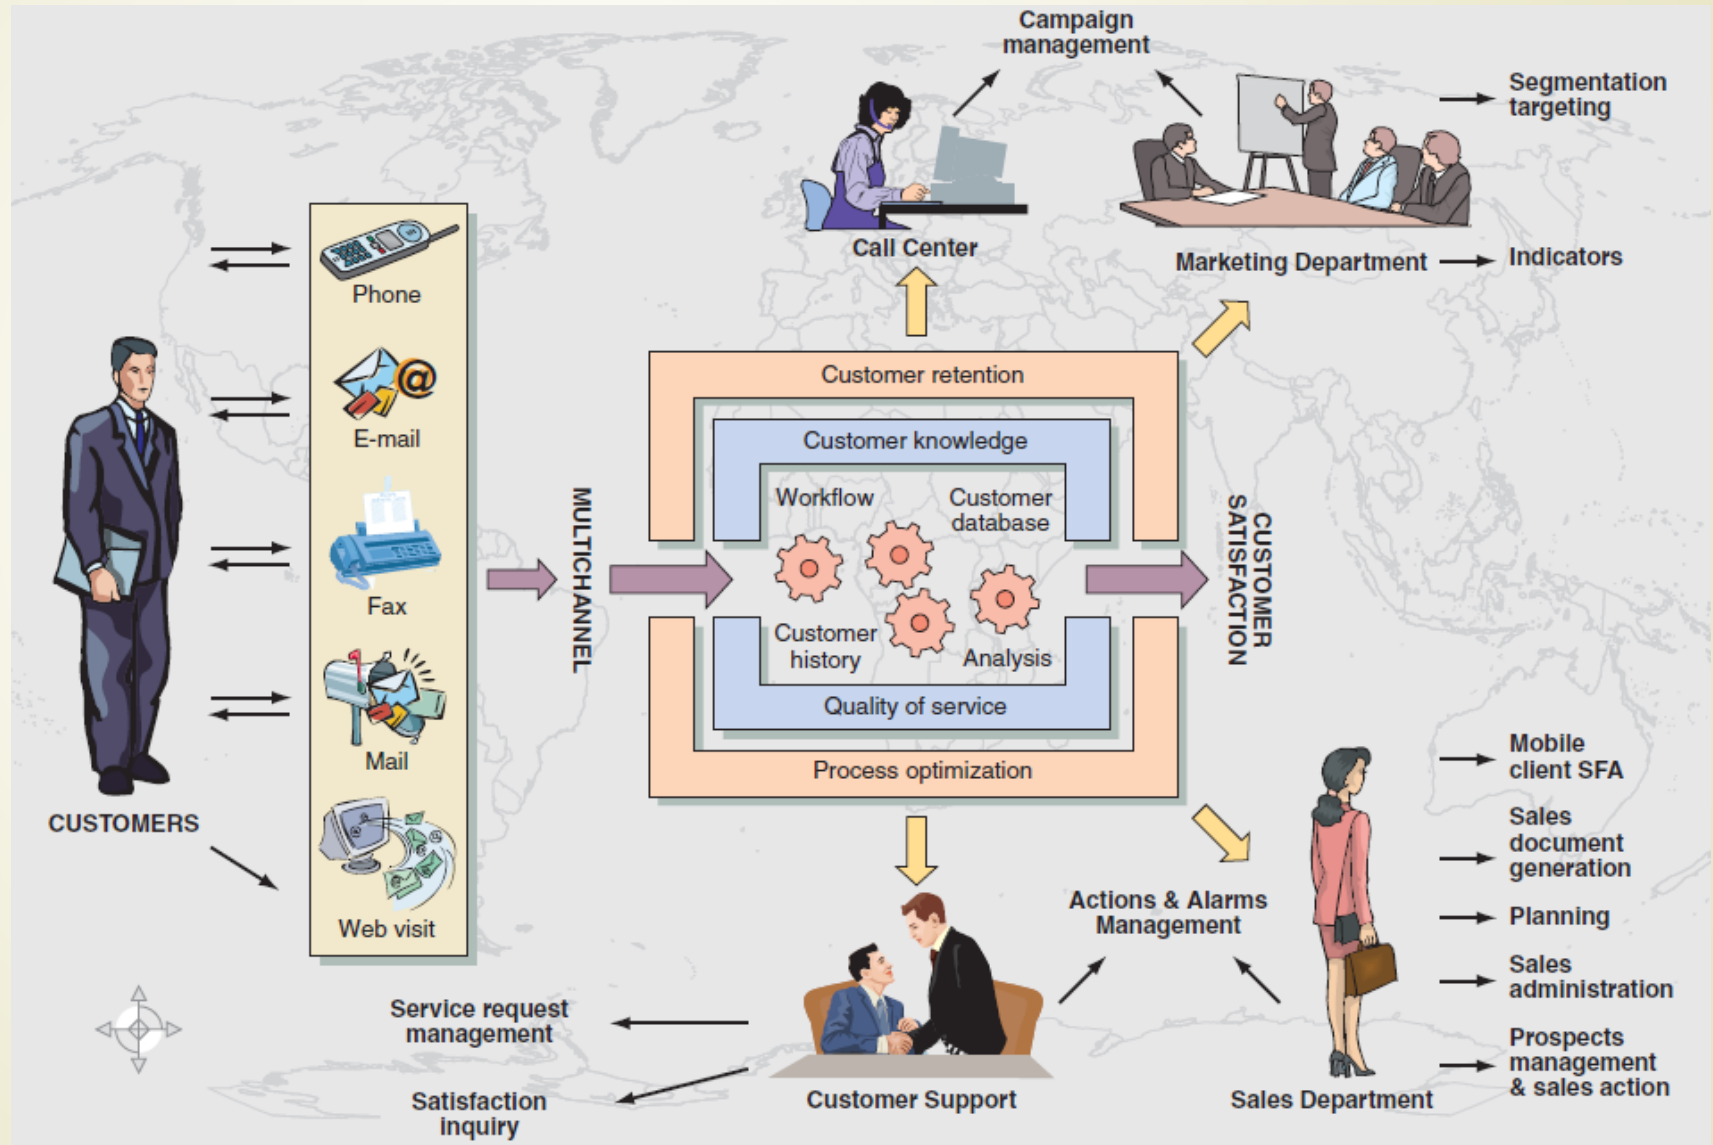 Campaign
management
Segmentation
targeting
Call Center
Marketing Department
Indicators
Phone
E-mail
Fax
Mail
Web visit
CUSTOMERS
MULTICHANNEL
Customer retention
Customer knowledge
Workflow
Customer
database
Customer
history
Analysis
Quality of service
Process optimization
CUSTOMER
SATISFACTION
Mobile
client SFA
Sales
document
generation
Planning
Sales
administration
Prospects
management
& sales action
Actions & Alarms
Management
Service request
management
Satisfaction
inquiry
Customer Support
Sales Department